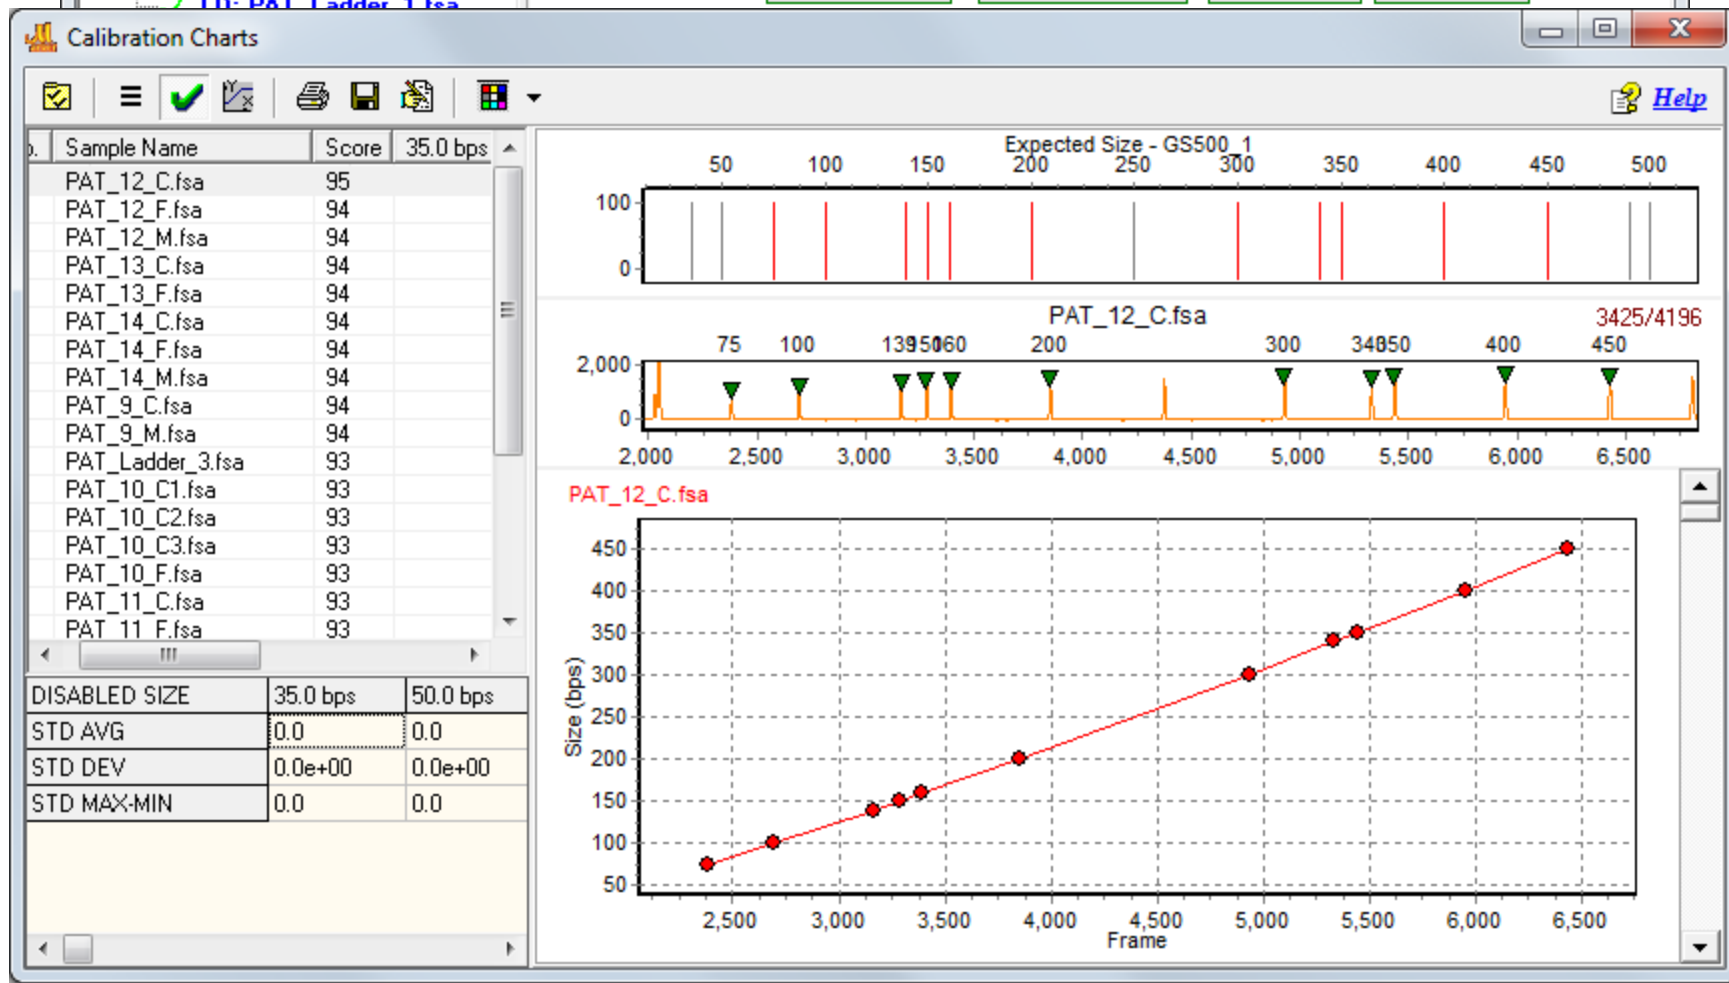 LD: PAT_Ladder_1.fsa
Calibration Charts
Help
Sample Name Score 35.0 bps
PAT_12_C.fsa 95
PAT_12_F.fsa 94
PAT_12_M.fsa 94
PAT_13_C.fsa 94
PAT_13_F.fsa 94
PAT_14_C.fsa 94
PAT_14_F.fsa 94
PAT_14_M.fsa 94
PAT_9_C.fsa 94
PAT_9_M.fsa 94
PAT_Ladder_3.fsa 93
PAT_10_C1.fsa 93
PAT_10_C2.fsa 93
PAT_10_C3.fsa 93
PAT_10_F.fsa 93
PAT_11_C.fsa 93
PAT_11_F.fsa 93
DISABLED SIZE 35.0 bps 50.0 bps
STD AVG 0.0 0.0
STD DEV 0.0e+00 0.0e+00
STD MAX-MIN 0.0 0.0
Expected Size - GS500_1
50 100 150 200 250 300 350 400 450 500
100
0
PAT_12_C.fsa 3425/4196
75 100 139 150 160 200 300 340 350 400 450
2,000
0
2,000 2,500 3,000 3,500 4,000 4,500 5,000 5,500 6,000 6,500
PAT_12_C.fsa
450
400
350
300
250
200
150
100
50
Size (bps)
2,500 3,000 3,500 4,000 4,500 5,000 5,500 6,000 6,500
Frame